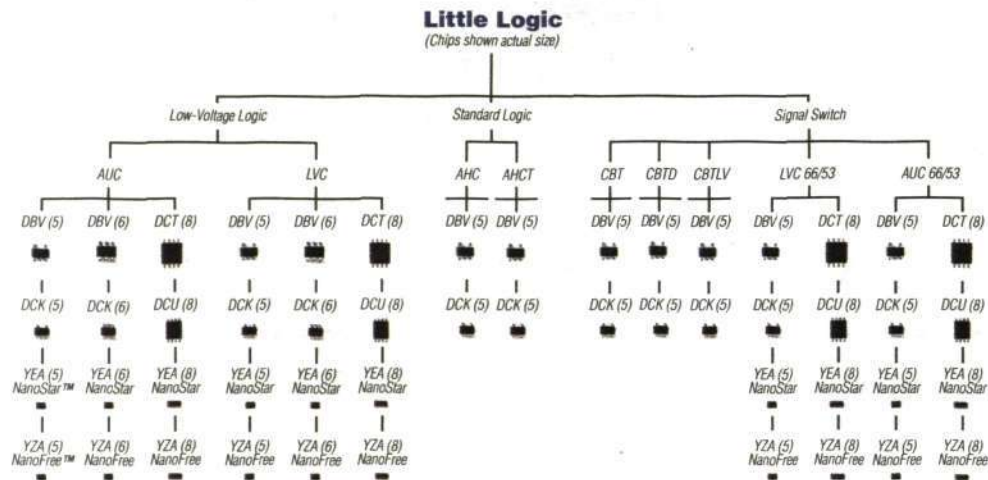 Little Logic
(Chips shown actual size)
Low-Voltage Logic Standard Logic Signal Switch
AUC LVC AHC AHCT CBT CBTD CBTLV LVC 66/53 AUC 66/53
DBV (5) DBV (6) DCT (8) DBV (5) DBV (6) DCT (8) DBV (5) DBV (5) DBV (5) DBV (5) DBV (5) DBV (5) DCT (8) DBV (5) DCT (8)
DCK (5) DCK (6) DCU (8) DCK (5) DCK (6) DCU (8) DCK (5) DCK (5) DCK (5) DCK (5) DCK (5) DCK (5) DCU (8) DCK (5) DCU (8)
YEA (5) YEA (6) YEA (8) YEA (5) YEA (6) YEA (8) YEA (5) YEA (8) YEA (5) YEA (8)
NanoStar™ NanoStar NanoStar NanoStar NanoStar NanoStar NanoStar NanoStar NanoStar NanoStar
YZA (5) YZA (6) YZA (8) YZA (5) YZA (6) YZA (8) YZA (5) YZA (8) YZA (5) YZA (8)
NanoFree™ NanoFree NanoFree NanoFree NanoFree NanoFree NanoFree NanoFree NanoFree NanoFree